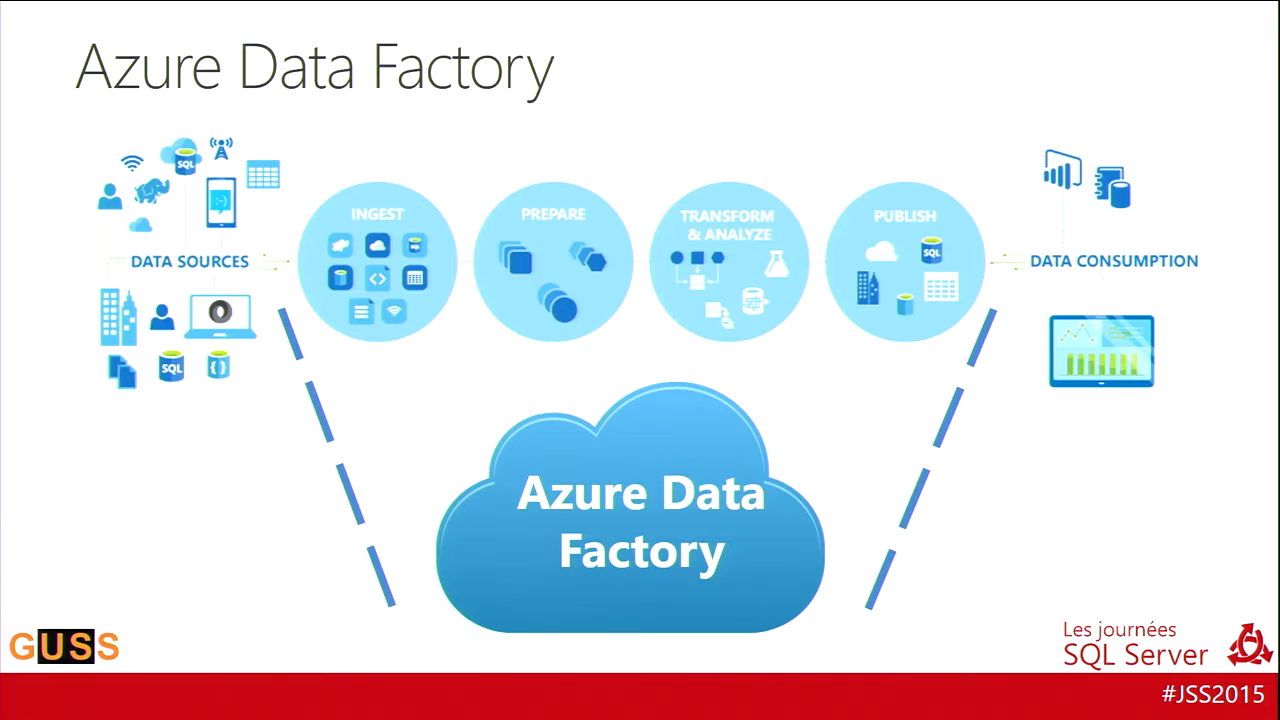 Azure Data Factory
SQL
:-)
DATA SOURCES
SQL
{ }
INGEST
SQL
<>
PREPARE
TRANSFORM
& ANALYZE
PUBLISH
SQL
DATA CONSUMPTION
Azure Data
Factory
GUSS
Les journées
SQL Server
#JSS2015